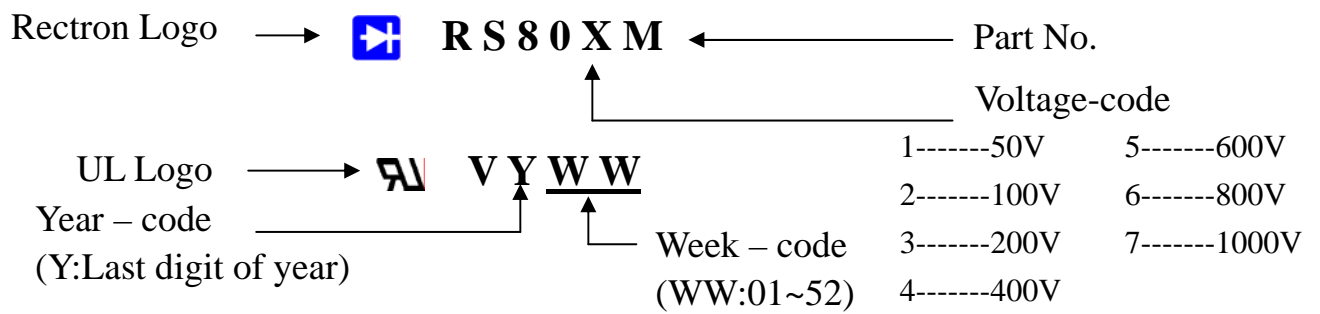 Rectron Logo R S 8 0 X M Part No.
Voltage-code
1-------50V 5-------600V
UL Logo V Y W W
2-------100V 6-------800V
Year – code
3-------200V 7-------1000V
Week – code
(Y:Last digit of year)
(WW:01~52) 4-------400V